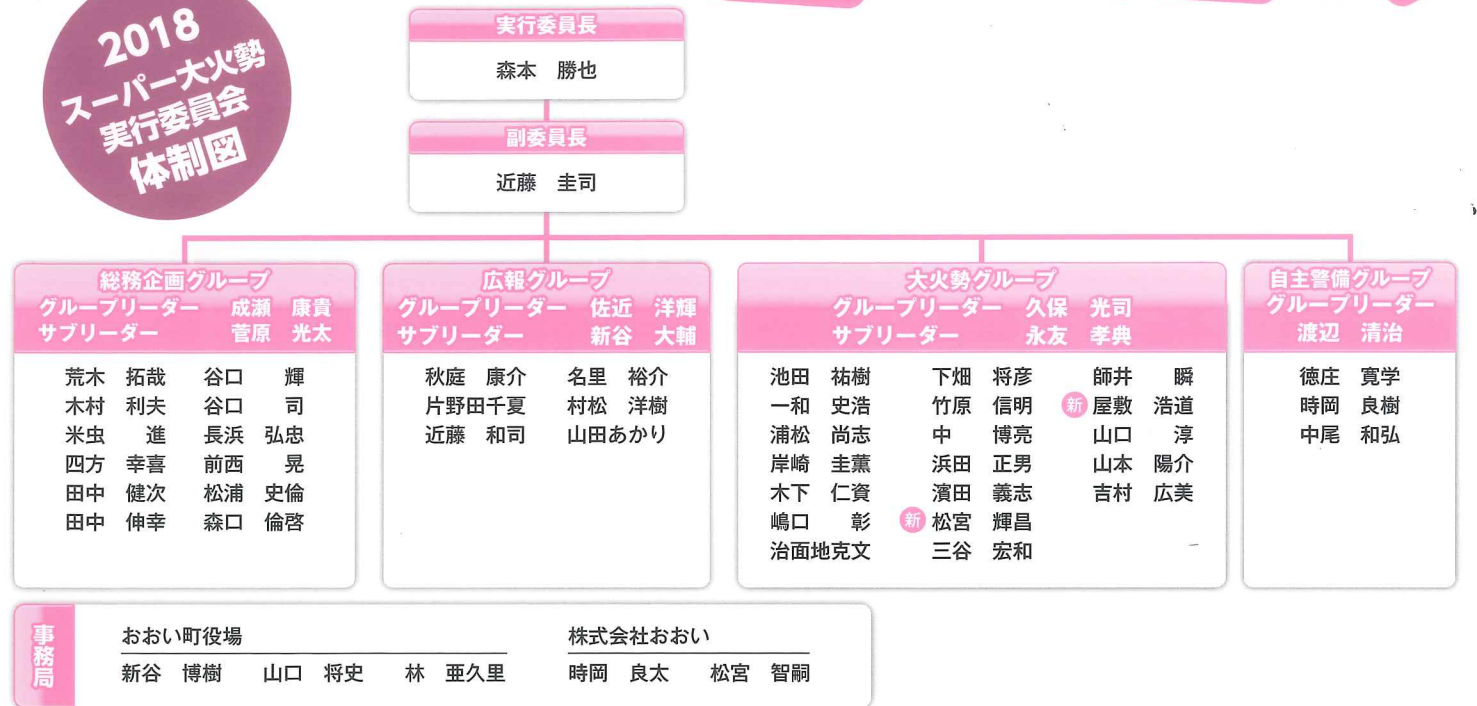 2018
スーパー大火勢
実行委員会
体制図
実行委員長
森本　勝也
副委員長
近藤　圭司
総務企画グループ
グループリーダー　成瀬　康貴
サブリーダー　菅原　光太
荒木　拓哉　谷口　輝
木村　利夫　谷口　司
米虫　進　長浜　弘忠
四方　幸喜　前西　晃
田中　健次　松浦　史倫
田中　伸幸　森口　倫啓
広報グループ
グループリーダー　佐近　洋輝
サブリーダー　新谷　大輔
秋庭　康介　名里　裕介
片野田千夏　村松　洋樹
近藤　和司　山田あかり
大火勢グループ
グループリーダー　久保　光司
サブリーダー　永友　孝典
池田　祐樹　下畑　将彦　師井　瞬
一和　史浩　竹原　信明　新　屋敷　浩道
浦松　尚志　中　博亮　山口　淳
岸崎　圭薫　浜田　正男　山本　陽介
木下　仁資　濱田　義志　吉村　広美
嶋口　彰　新　松宮　輝昌
治面地克文　三谷　宏和
自主警備グループ
グループリーダー
渡辺　清治
徳庄　寛学
時岡　良樹
中尾　和弘
事務局
おおい町役場
新谷　博樹　山口　将史　林　亜久里
株式会社おおい
時岡　良太　松宮　智嗣